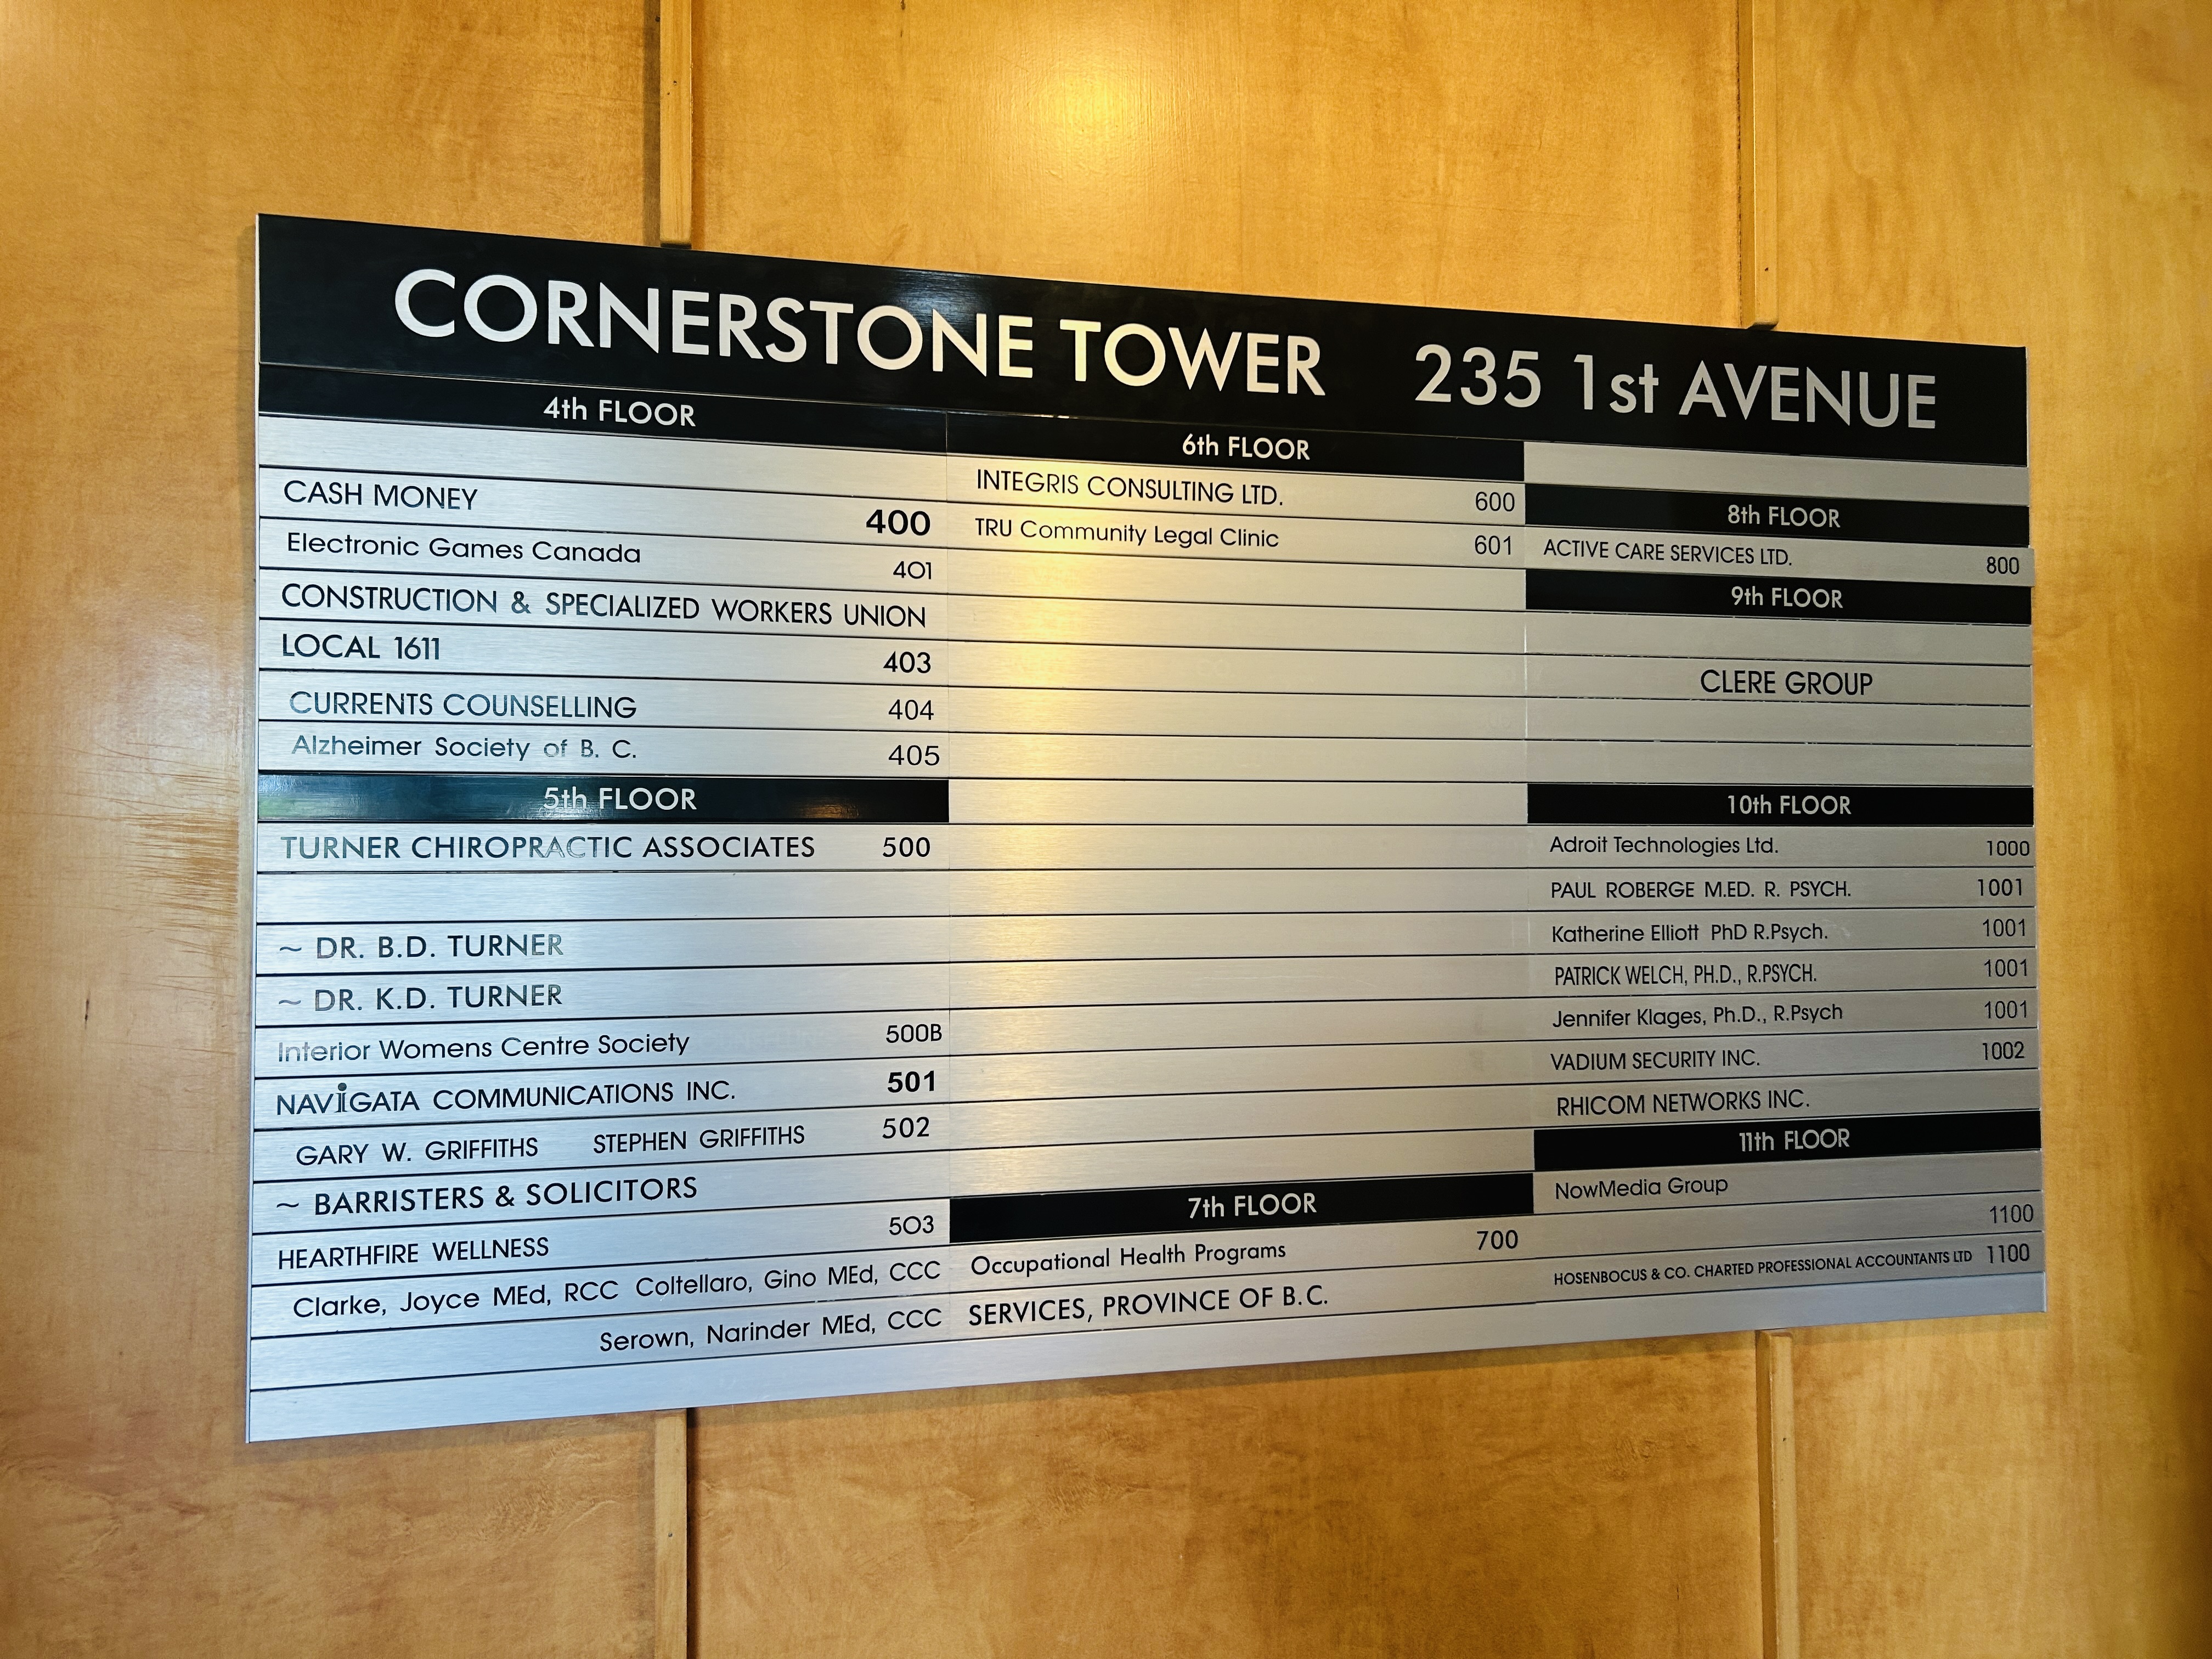 CORNERSTONE TOWER 235 1st AVENUE
4th FLOOR
CASH MONEY 400
Electronic Games Canada 401
CONSTRUCTION & SPECIALIZED WORKERS UNION
LOCAL 1611 403
CURRENTS COUNSELLING 404
Alzheimer Society of B. C. 405
5th FLOOR
TURNER CHIROPRACTIC ASSOCIATES 500
~ DR. B.D. TURNER
~ DR. K.D. TURNER
Interior Womens Centre Society 500B
NAViGATA COMMUNICATIONS INC. 501
GARY W. GRIFFITHS STEPHEN GRIFFITHS 502
~ BARRISTERS & SOLICITORS
HEARTHFIRE WELLNESS 503
Clarke, Joyce MEd, RCC Coltellaro, Gino MEd, CCC
Serown, Narinder MEd, CCC
6th FLOOR
INTEGRIS CONSULTING LTD. 600
TRU Community Legal Clinic 601
7th FLOOR
Occupational Health Programs 700
SERVICES, PROVINCE OF B.C.
8th FLOOR
ACTIVE CARE SERVICES LTD. 800
9th FLOOR
CLERE GROUP
10th FLOOR
Adroit Technologies Ltd. 1000
PAUL ROBERGE M.ED. R. PSYCH. 1001
Katherine Elliott PhD R.Psych. 1001
PATRICK WELCH, PH.D., R.PSYCH. 1001
Jennifer Klages, Ph.D., R.Psych 1001
VADIUM SECURITY INC. 1002
RHICOM NETWORKS INC.
11th FLOOR
NowMedia Group
1100
HOSENBOCUS & CO. CHARTED PROFESSIONAL ACCOUNTANTS LTD 1100